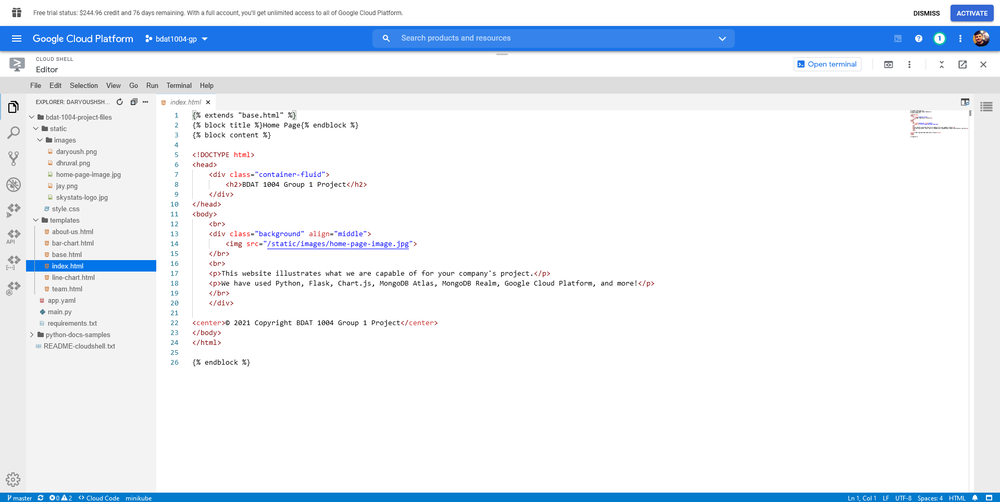 Free trial status: $244.96 credit and 76 days remaining. With a full account, you'll get unlimited access to all of Google Cloud Platform.
DISMISS
ACTIVATE
Google Cloud Platform
bdat1004-gp
Search products and resources
1
CLOUD SHELL
Editor
Open terminal
File Edit Selection View Go Run Terminal Help
EXPLORER: DARYOUSHSH...
bdat-1004-project-files
static
images
daryoush.png
dhruval.png
home-page-image.jpg
jay.png
skystats-logo.jpg
style.css
templates
about-us.html
bar-chart.html
base.html
index.html
line-chart.html
team.html
app.yaml
main.py
requirements.txt
python-docs-samples
README-cloudshell.txt
API
index.html
1 {% extends "base.html" %}
2 {% block title %}Home Page{% endblock %}
3 {% block content %}
4
5 <!DOCTYPE html>
6 <head>
7 <div class="container-fluid">
8 <h2>BDAT 1004 Group 1 Project</h2>
9 </div>
10 </head>
11 <body>
12 <br>
13 <div class="background" align="middle">
14 <img src="/static/images/home-page-image.jpg">
15 </br>
16 <br>
17 <p>This website illustrates what we are capable of for your company's project.</p>
18 <p>We have used Python, Flask, Chart.js, MongoDB Atlas, MongoDB Realm, Google Cloud Platform, and more!</p>
19 </br>
20 </div>
21
22 <center>© 2021 Copyright BDAT 1004 Group 1 Project</center>
23 </body>
24 </html>
25
26 {% endblock %}
master 0 2 Cloud Code minikube
Ln 1, Col 1 LF UTF-8 Spaces: 4 HTML